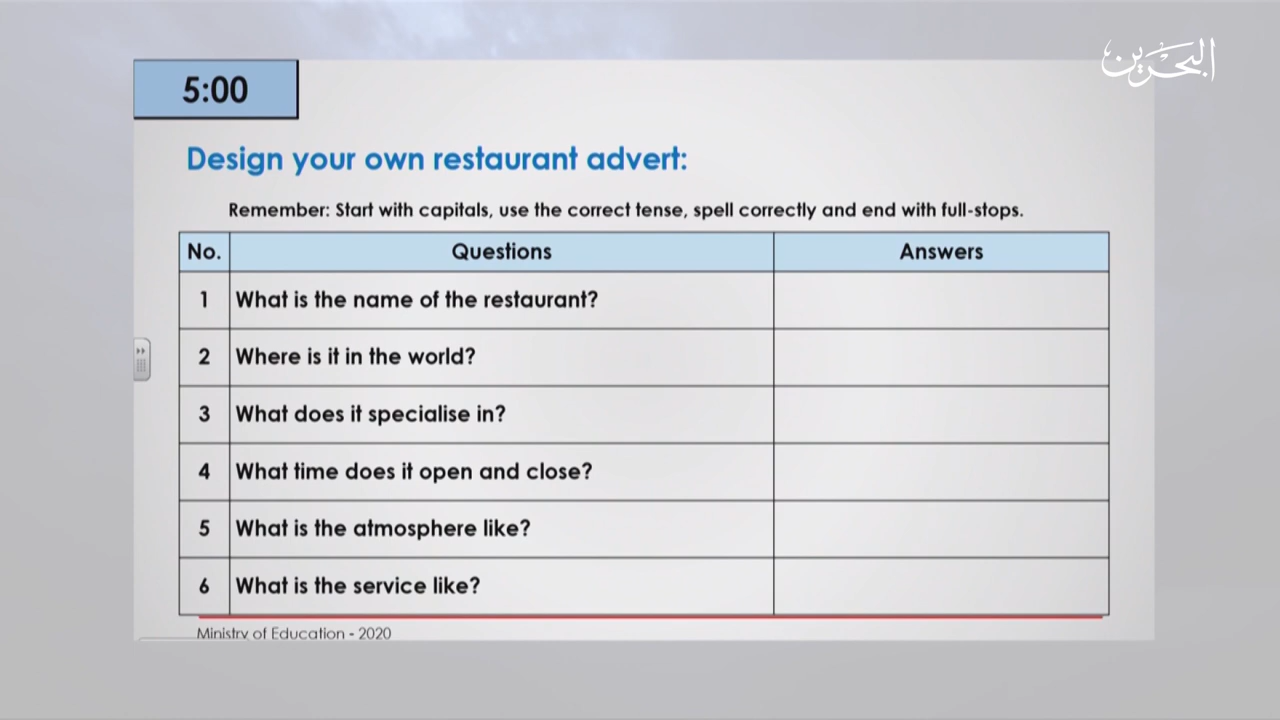 البحرين
5:00
Design your own restaurant advert:
Remember: Start with capitals, use the correct tense, spell correctly and end with full-stops.
No. Questions Answers
1 What is the name of the restaurant?
2 Where is it in the world?
3 What does it specialise in?
4 What time does it open and close?
5 What is the atmosphere like?
6 What is the service like?
Ministry of Education - 2020